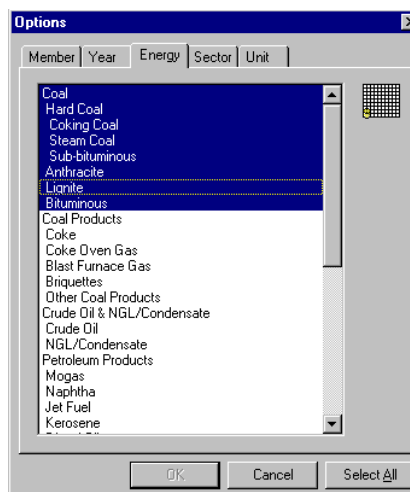 Options
Member Year Energy Sector Unit
Coal
Hard Coal
Coking Coal
Steam Coal
Sub-bituminous
Anthracite
Lignite
Bituminous
Coal Products
Coke
Coke Oven Gas
Blast Furnace Gas
Briquettes
Other Coal Products
Crude Oil & NGL/Condensate
Crude Oil
NGL/Condensate
Petroleum Products
Mogas
Naphtha
Jet Fuel
Kerosene
OK Cancel Select All